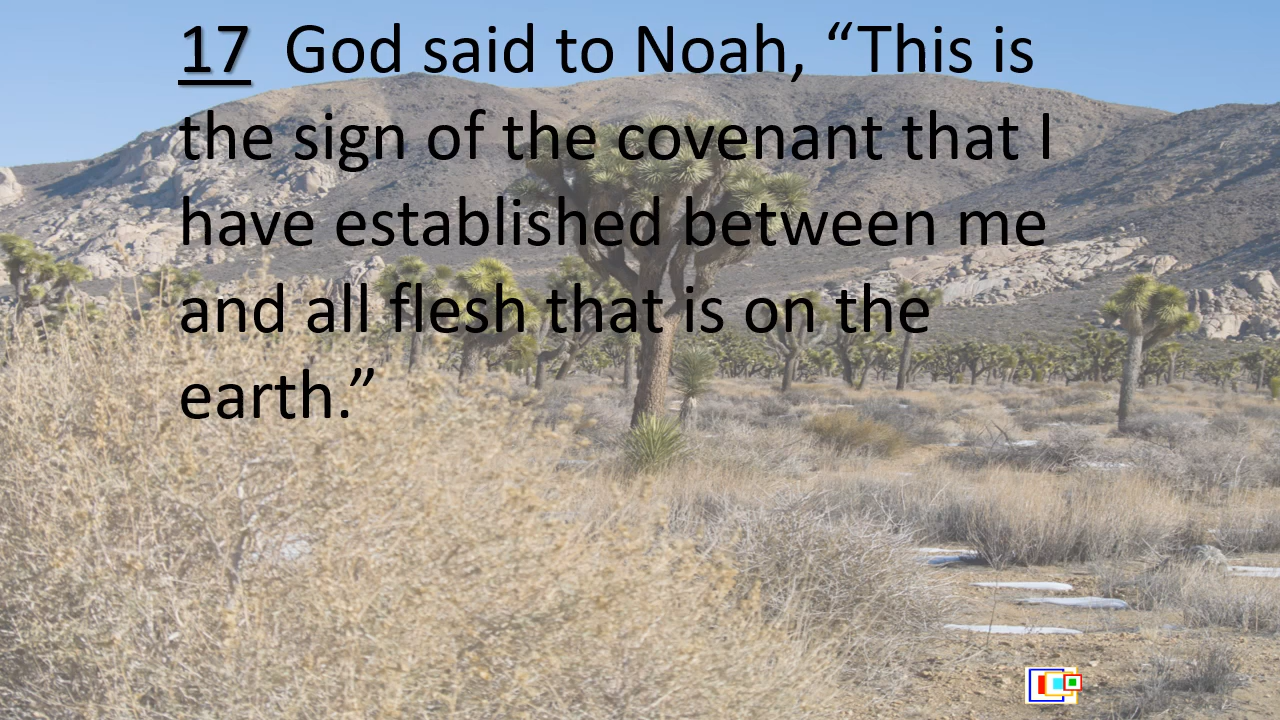 17  God said to Noah, “This is
the sign of the covenant that I
have established between me
and all flesh that is on the
earth.”